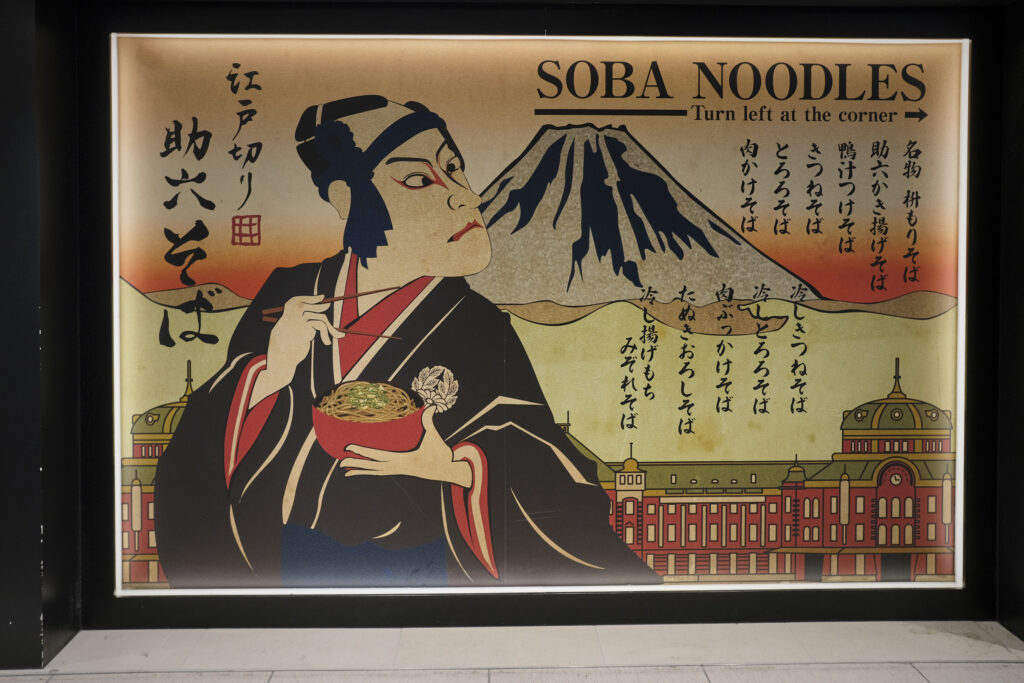 江戸切り
助六そば
SOBA NOODLES
Turn left at the corner →
名物 枡もりそば
助六かき揚げそば
鴨汁つけそば
きつねそば
とろろそば
肉かけそば
冷しきつねそば
冷しとろろそば
肉ぶっかけそば
たぬきおろしそば
冷し揚げもち
みぞれそば